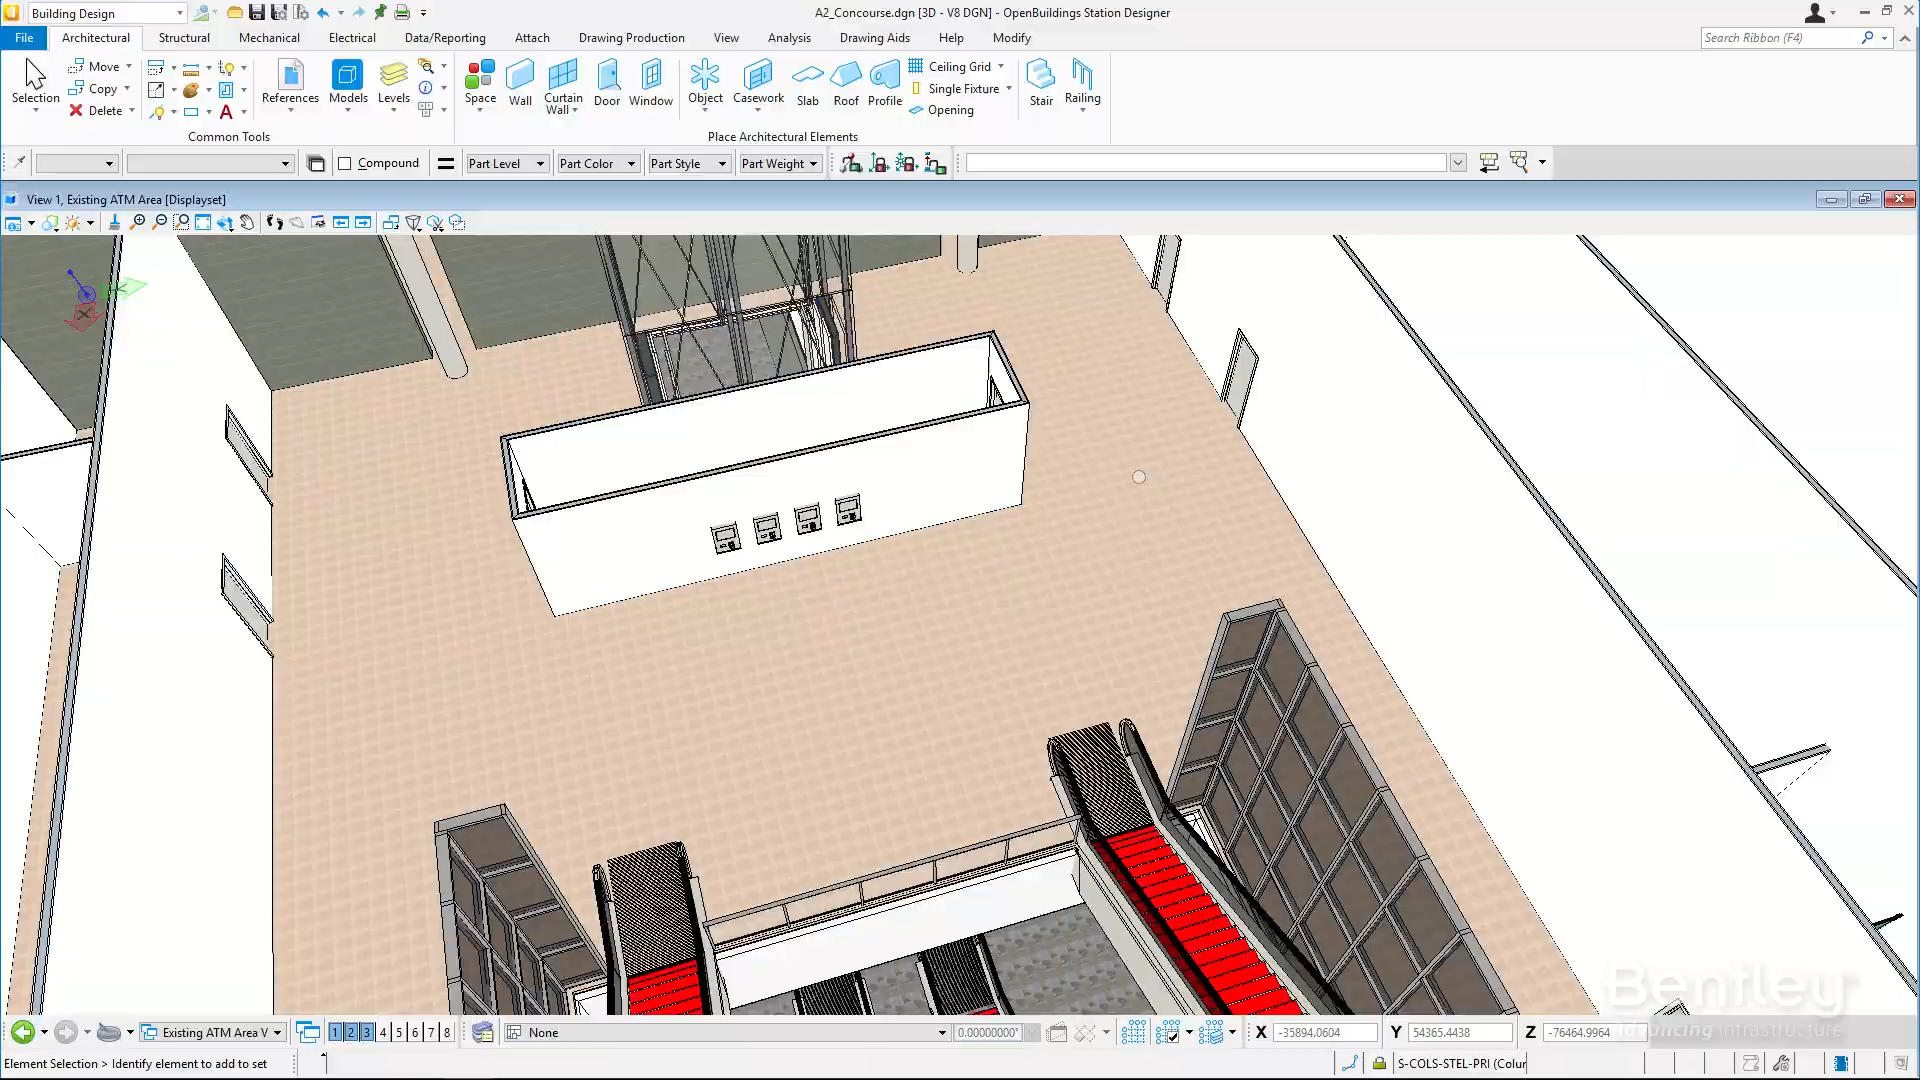 Building Design
A2_Concourse.dgn [3D - V8 DGN] - OpenBuildings Station Designer
File Architectural Structural Mechanical Electrical Data/Reporting Attach Drawing Production View Analysis Drawing Aids Help Modify
Search Ribbon (F4)
Selection
Move
Copy
Delete
References
Models
Levels
Space
Wall
Curtain Wall
Door
Window
Object
Casework
Slab
Roof
Profile
Ceiling Grid
Single Fixture
Opening
Stair
Railing
Common Tools
Place Architectural Elements
Compound
Part Level
Part Color
Part Style
Part Weight
View 1, Existing ATM Area [Displayset]
Bentley
Advancing Infrastructure
Existing ATM Area V
1 2 3 4 5 6 7 8
None
0.00000000°
X -35894.0604
Y 54365.4438
Z -76464.9964
Element Selection > Identify element to add to set
S-COLS-STEL-PRI (Colur